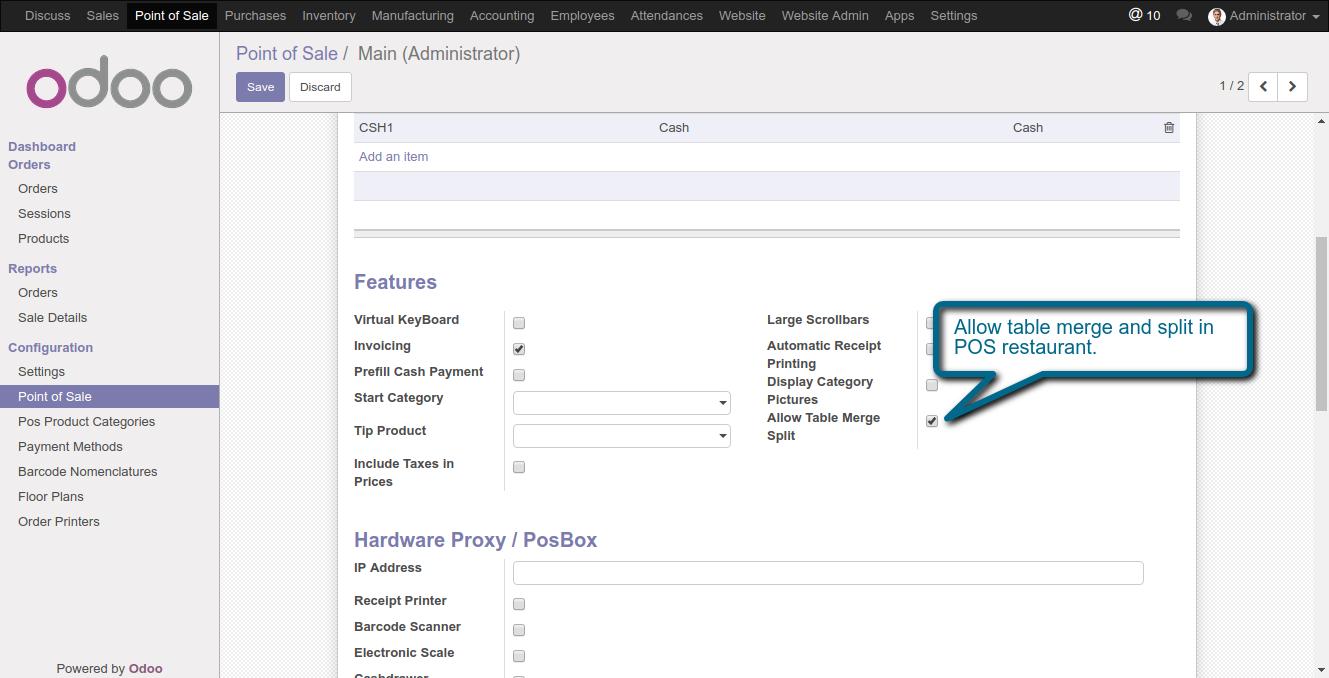 Discuss Sales Point of Sale Purchases Inventory Manufacturing Accounting Employees Attendances Website Website Admin Apps Settings @ 10 Administrator
odoo
Point of Sale / Main (Administrator)
Save Discard
1 / 2
Dashboard
Orders
Orders
Sessions
Products
Reports
Orders
Sale Details
Configuration
Settings
Point of Sale
Pos Product Categories
Payment Methods
Barcode Nomenclatures
Floor Plans
Order Printers
Powered by Odoo
CSH1 Cash Cash
Add an item
Features
Virtual KeyBoard
Invoicing
Prefill Cash Payment
Start Category
Tip Product
Include Taxes in
Prices
Large Scrollbars
Automatic Receipt
Printing
Display Category
Pictures
Allow Table Merge
Split
Allow table merge and split in
POS restaurant.
Hardware Proxy / PosBox
IP Address
Receipt Printer
Barcode Scanner
Electronic Scale
Cashdrawer